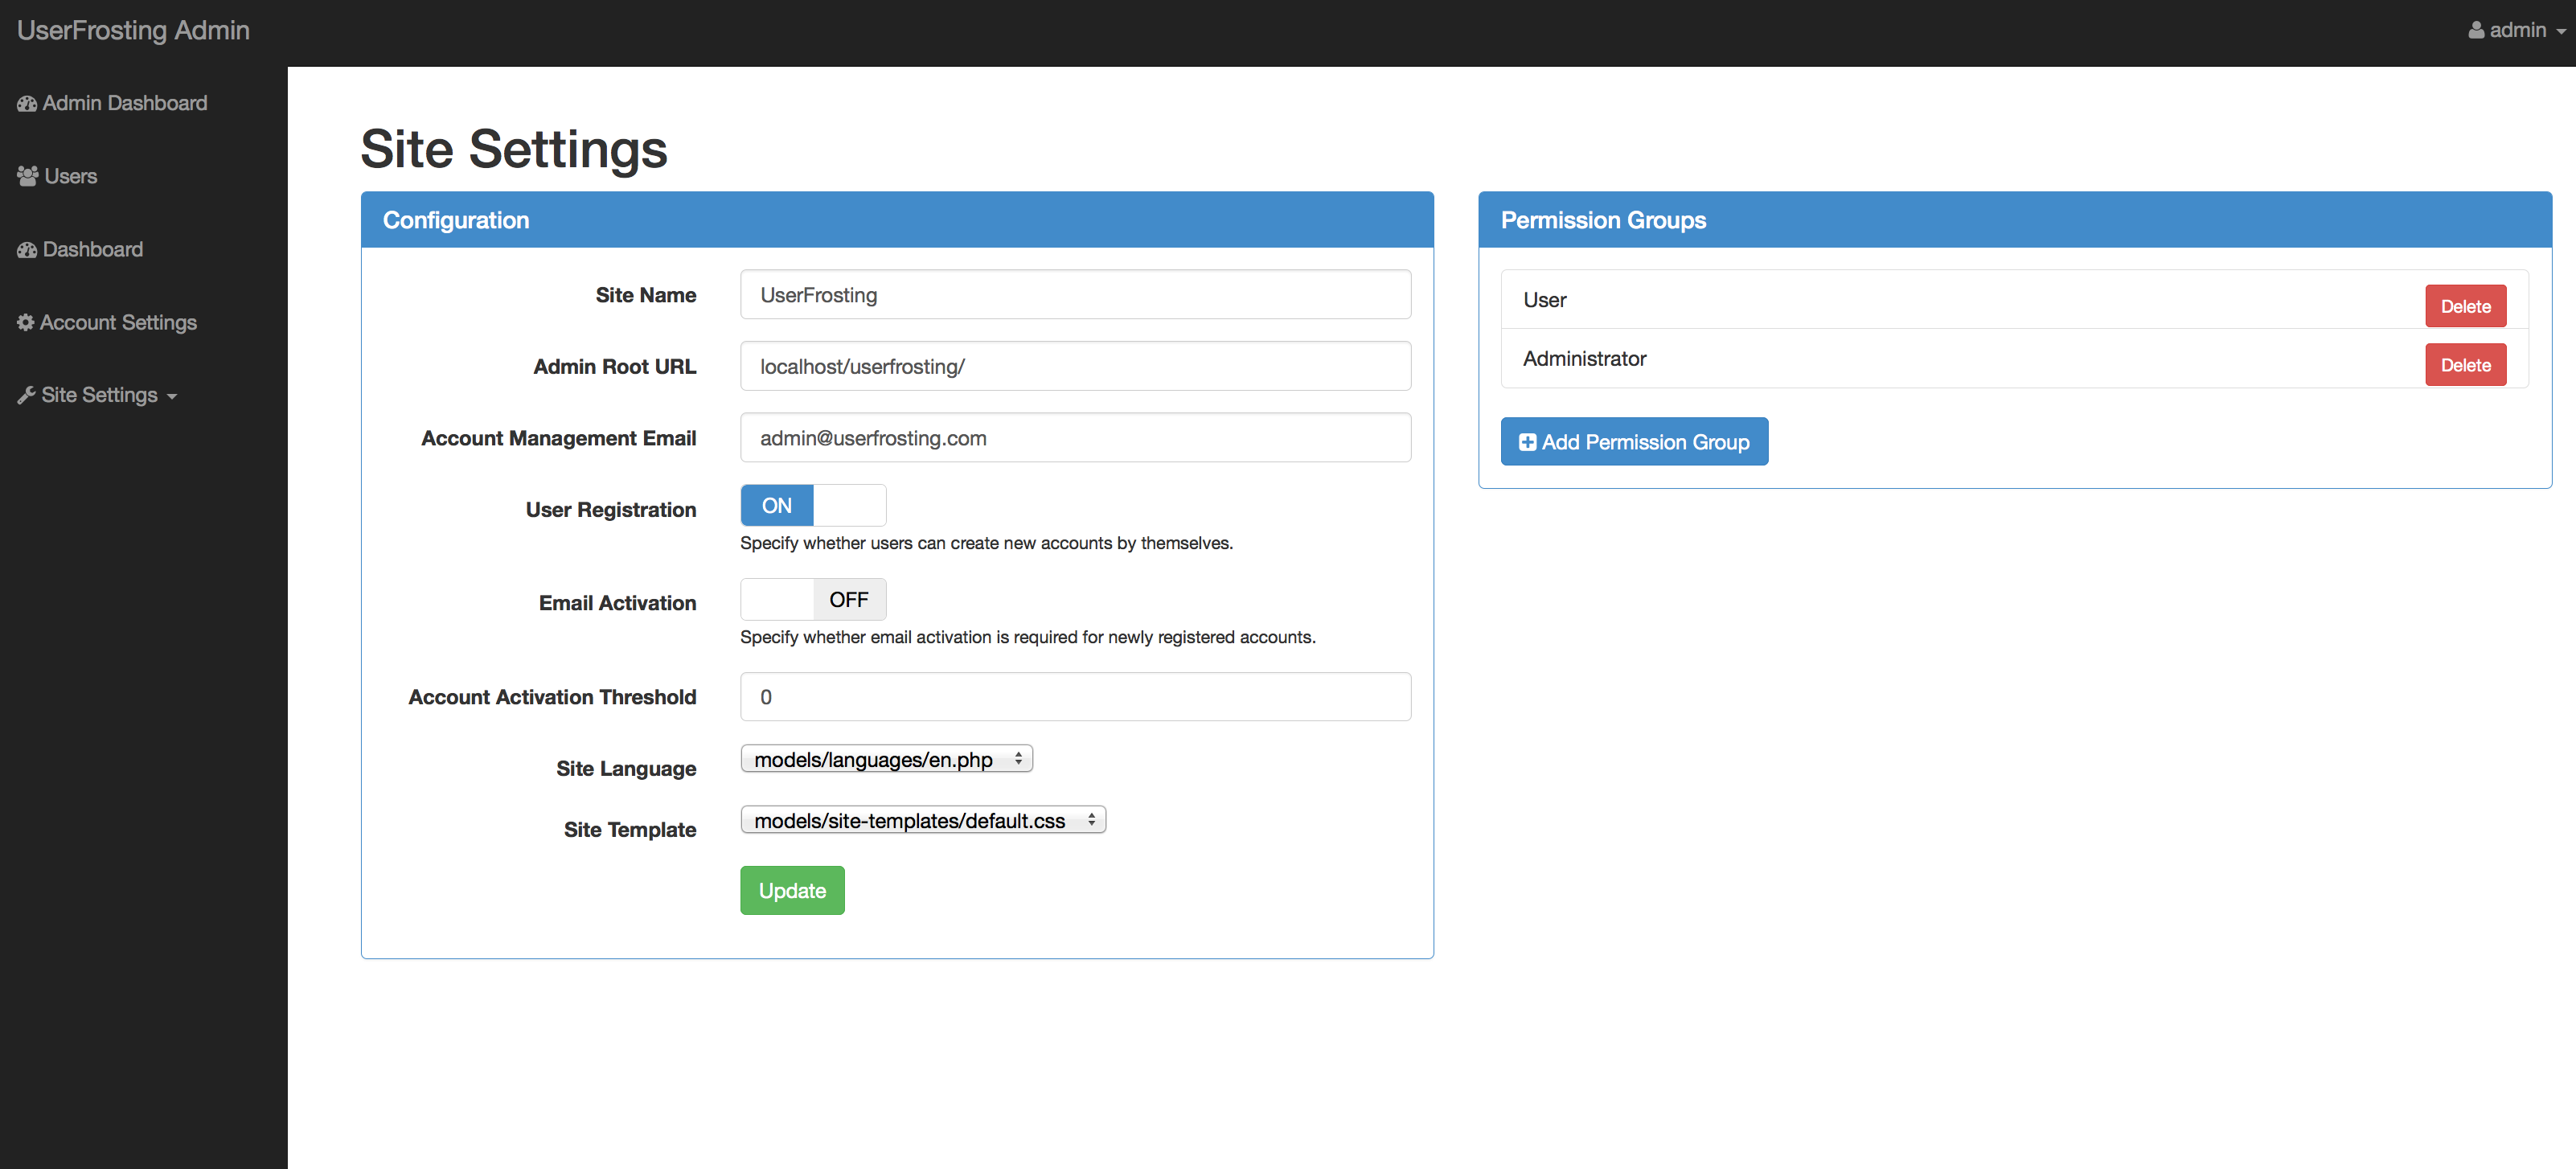 UserFrosting Admin
admin
Admin Dashboard
Users
Dashboard
Account Settings
Site Settings
Site Settings
Configuration
Site Name
UserFrosting
Admin Root URL
localhost/userfrosting/
Account Management Email
admin@userfrosting.com
User Registration
ON
Specify whether users can create new accounts by themselves.
Email Activation
OFF
Specify whether email activation is required for newly registered accounts.
Account Activation Threshold
0
Site Language
models/languages/en.php
Site Template
models/site-templates/default.css
Update
Permission Groups
User
Delete
Administrator
Delete
Add Permission Group